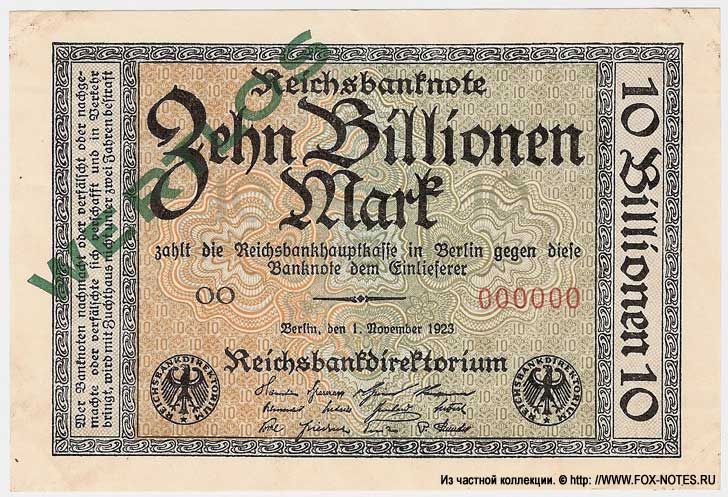 WERTLOS
Reichsbanknote
Zehn Billionen
Mark
zahlt die Reichsbankhauptkasse in Berlin gegen diese
Banknote dem Einlieferer
OO
000000
Berlin, den 1. November 1923
Reichsbankdirektorium
REICHSBANKDIREKTORIUM
REICHSBANKDIREKTORIUM
Wer Banknoten nachmacht oder verfälscht oder nachge-
machte oder verfälschte sich verschafft und in Verkehr
bringt, wird mit Zuchthaus nicht unter zwei Jahren bestraft
10 Billionen 10
Из частной коллекции. © http: //WWW.FOX-NOTES.RU